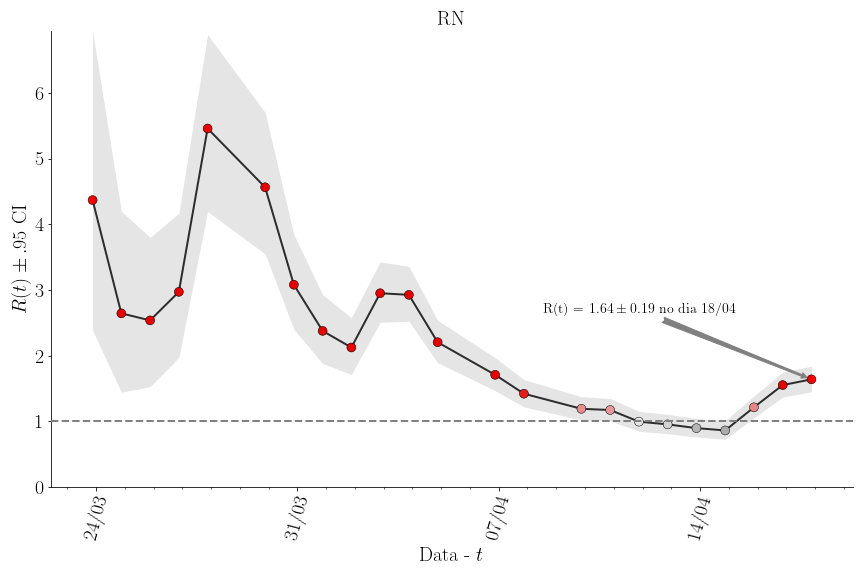 RN
R(t) ± .95 CI
6
5
4
3
2
1
0
R(t) = 1.64 ± 0.19 no dia 18/04
24/03
31/03
07/04
14/04
Data - t